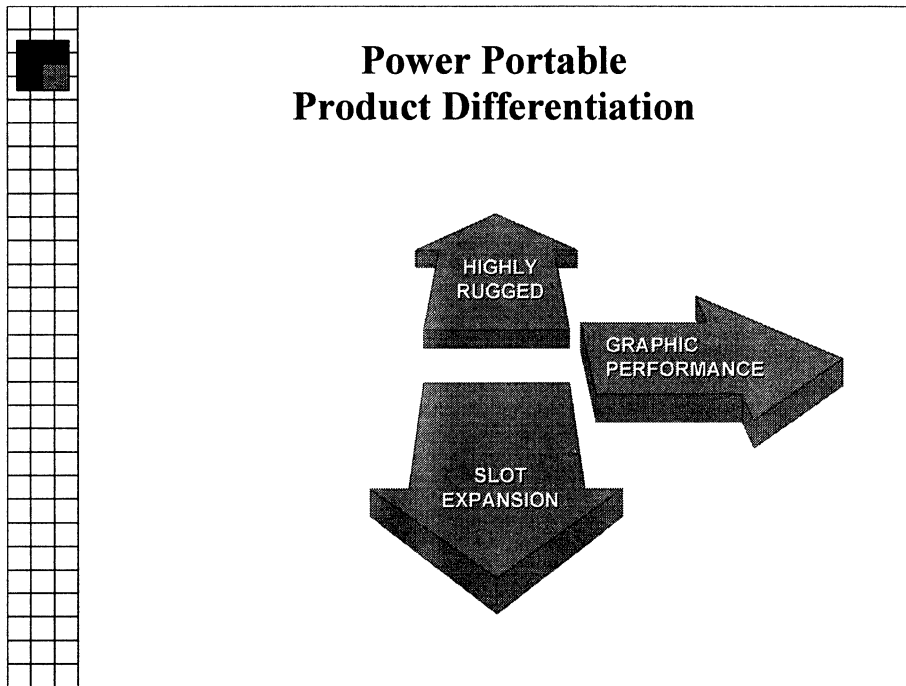 Power Portable
Product Differentiation
HIGHLY
RUGGED
GRAPHIC
PERFORMANCE
SLOT
EXPANSION